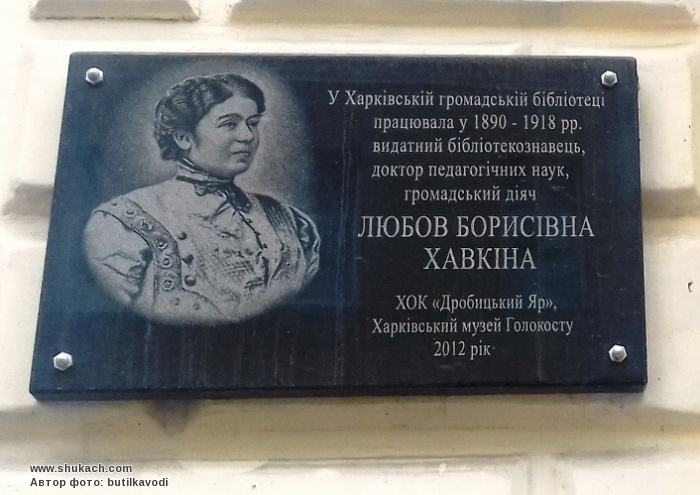 У Харківській громадській бібліотеці
працювала у 1890 - 1918 рр.
видатний бібліотекознавець,
доктор педагогічних наук,
громадський діяч
ЛЮБОВ БОРИСІВНА
ХАВКІНА
ХОК «Дробицький Яр»,
Харківський музей Голокосту
2012 рік
www.shukach.com
Автор фото: butilkavodi